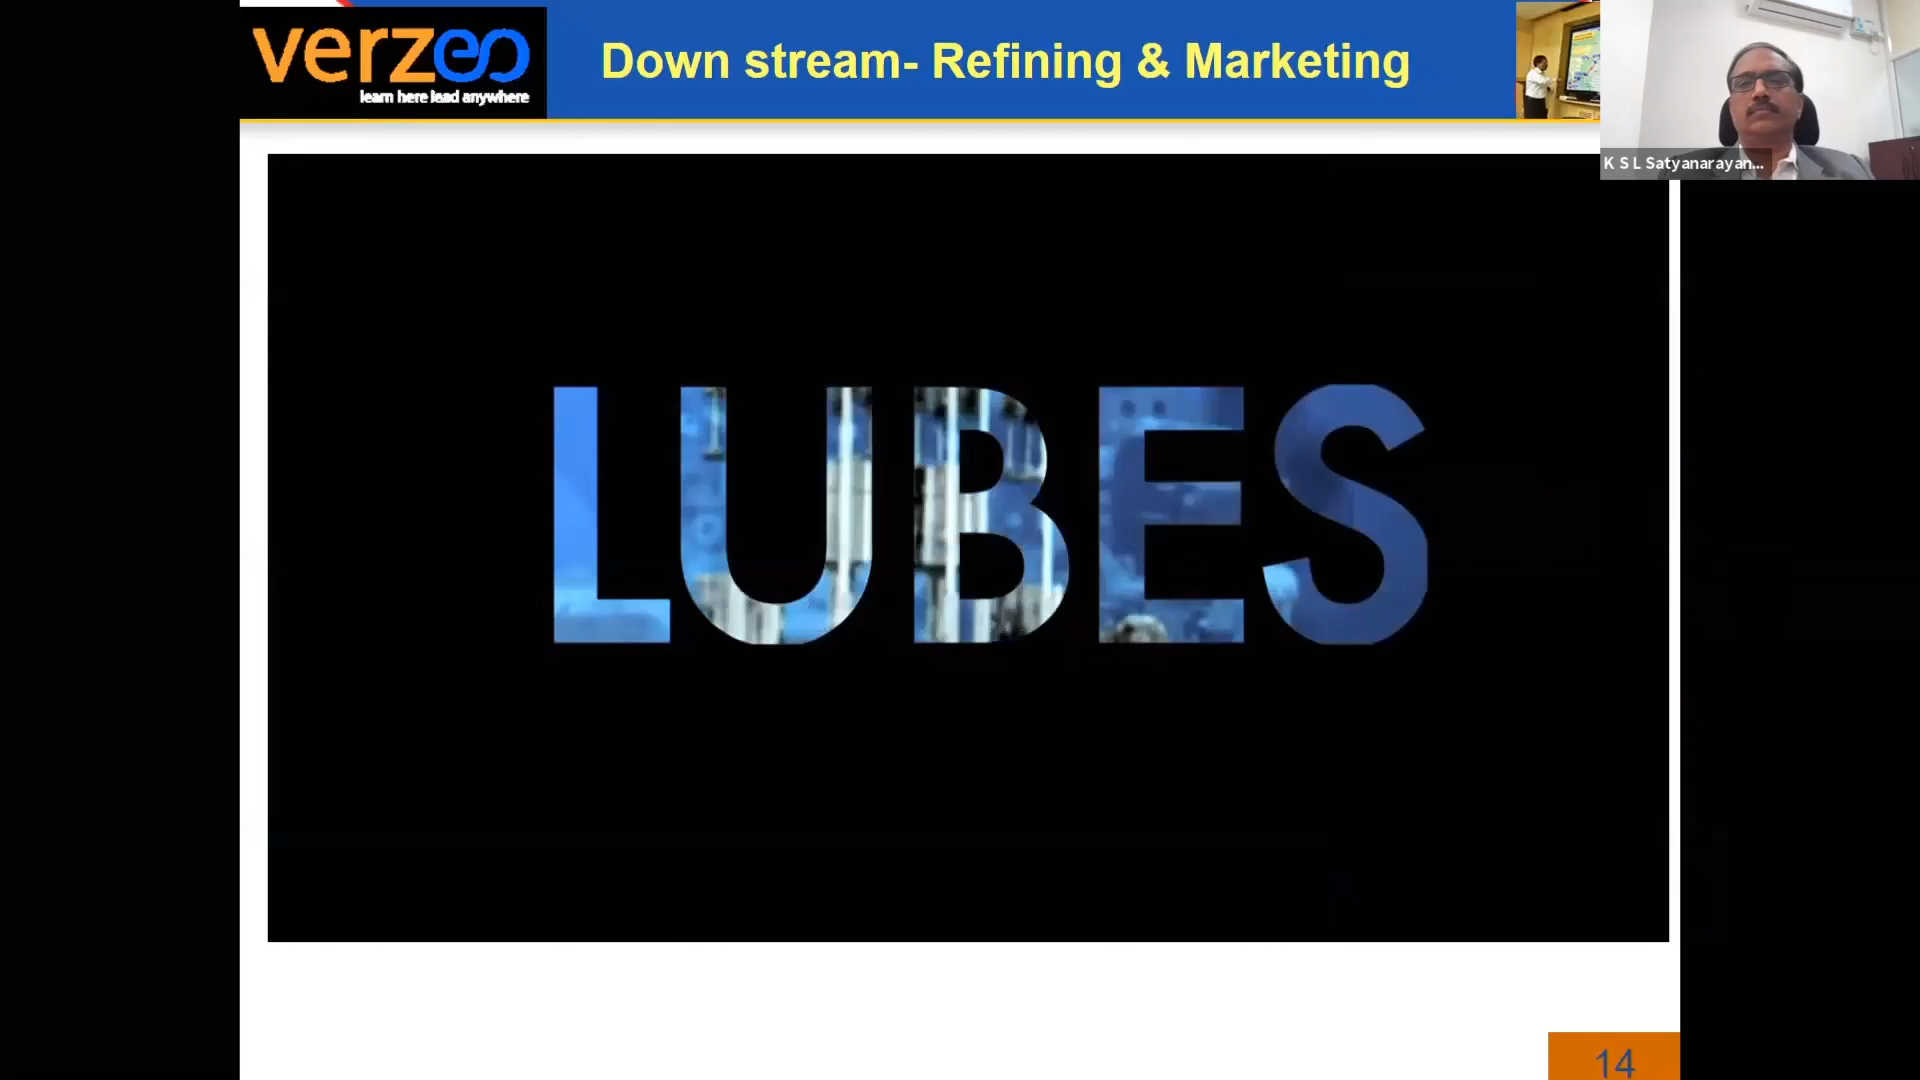 verzeo
learn here lead anywhere
Down stream- Refining & Marketing
K S L Satyanarayan...
LUBES
14